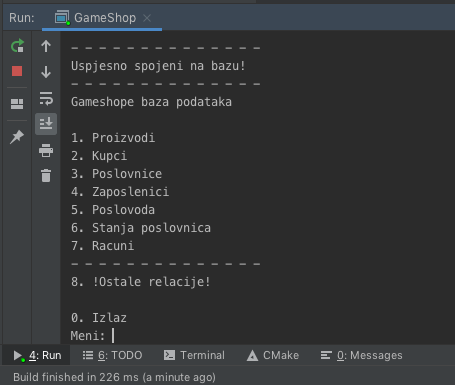 Run: GameShop
- - - - - - - - - - - - - -
Uspjesno spojeni na bazu!
- - - - - - - - - - - - - -
Gameshope baza podataka
1. Proizvodi
2. Kupci
3. Poslovnice
4. Zaposlenici
5. Poslovoda
6. Stanja poslovnica
7. Racuni
- - - - - - - - - - - - - -
8. !Ostale relacije!
0. Izlaz
Meni:
4: Run 6: TODO Terminal CMake 0: Messages
Build finished in 226 ms (a minute ago)